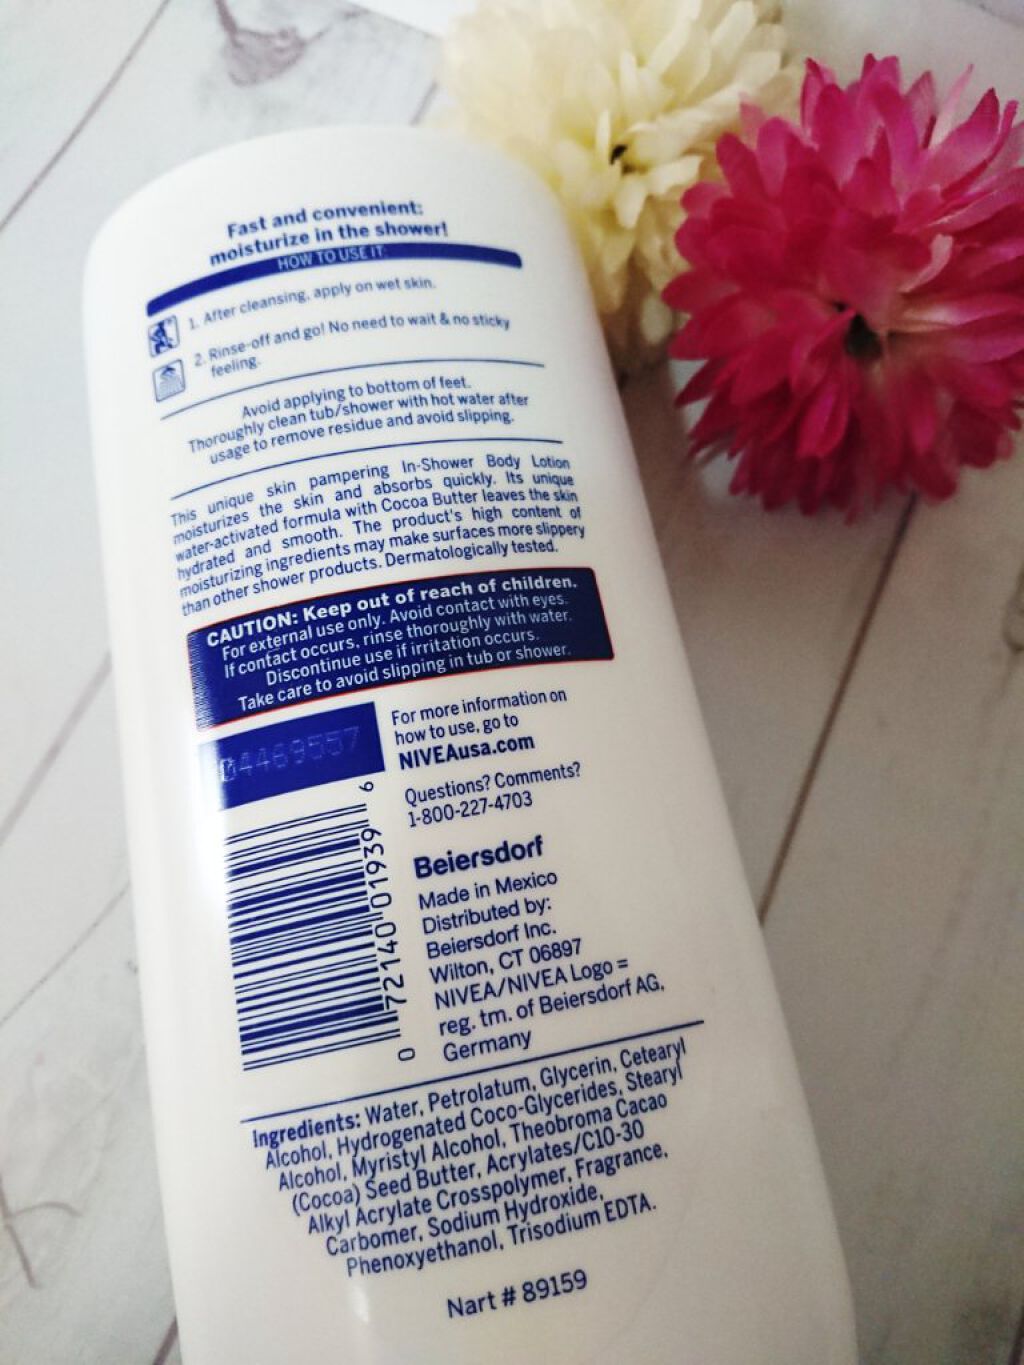 Fast and convenient:
moisturize in the shower!
HOW TO USE IT:
1. After cleansing, apply on wet skin.
2. Rinse-off and go! No need to wait & no sticky
feeling.
Avoid applying to bottom of feet.
Thoroughly clean tub/shower with hot water after
usage to remove residue and avoid slipping.
This unique skin pampering In-Shower Body Lotion
moisturizes the skin and absorbs quickly. Its unique
water-activated formula with Cocoa Butter leaves the skin
hydrated and smooth. The product's high content of
moisturizing ingredients may make surfaces more slippery
than other shower products. Dermatologically tested.
CAUTION: Keep out of reach of children.
For external use only. Avoid contact with eyes.
If contact occurs, rinse thoroughly with water.
Discontinue use if irritation occurs.
Take care to avoid slipping in tub or shower.
For more information on
how to use, go to
NIVEAusa.com
Questions? Comments?
1-800-227-4703
0 72140 01939 6
Beiersdorf
Made in Mexico
Distributed by:
Beiersdorf Inc.
Wilton, CT 06897
NIVEA/NIVEA Logo =
reg. tm. of Beiersdorf AG,
Germany
Ingredients: Water, Petrolatum, Glycerin, Cetearyl
Alcohol, Hydrogenated Coco-Glycerides, Stearyl
Alcohol, Myristyl Alcohol, Theobroma Cacao
(Cocoa) Seed Butter, Acrylates/C10-30
Alkyl Acrylate Crosspolymer, Fragrance,
Carbomer, Sodium Hydroxide,
Phenoxyethanol, Trisodium EDTA.
Nart # 89159